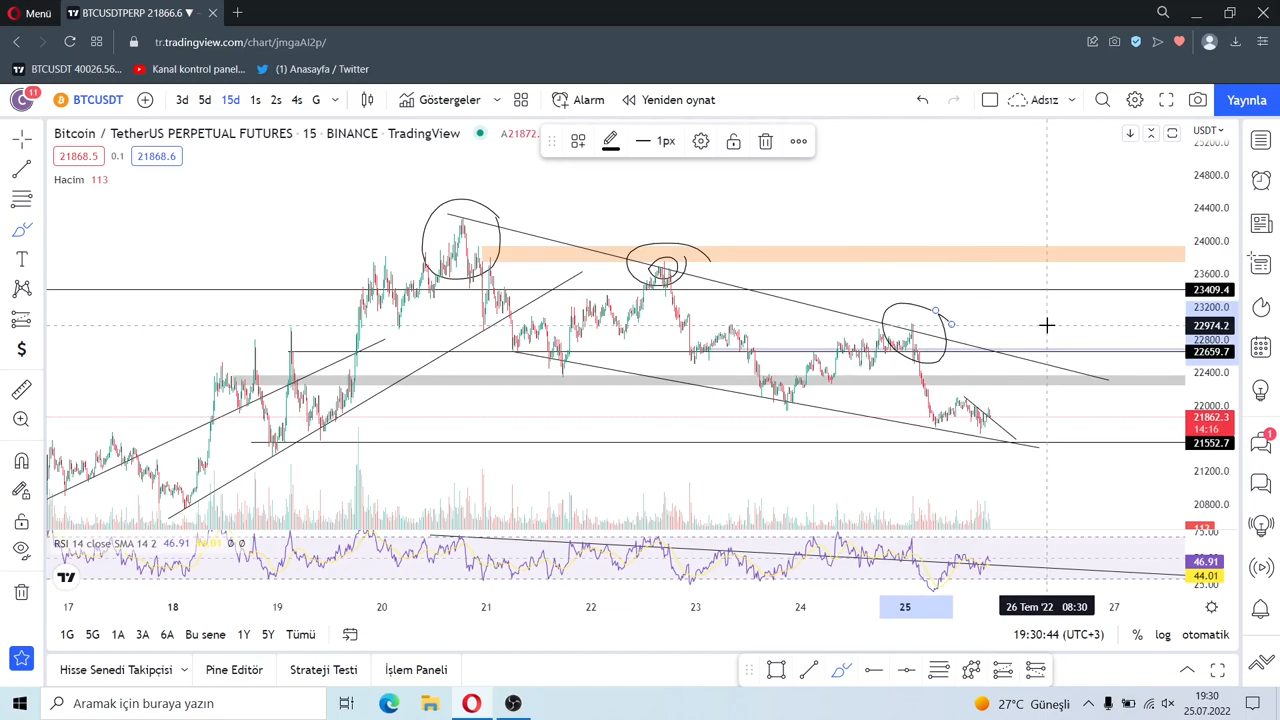 Menü
BTCUSDTPERP 21866.6 ▼
tr.tradingview.com/chart/jmgaAI2p/
BTCUSDT 40026.56... Kanal kontrol panel... (1) Anasayfa / Twitter
11
BTCUSDT 3d 5d 15d 1s 2s 4s G Göstergeler Alarm Yeniden oynat Adsız Yayınla
Bitcoin / TetherUS PERPETUAL FUTURES · 15 · BINANCE · TradingView
1px
USDT
21868.5 0.1 21868.6
Hacim 113
25200.0
24800.0
24400.0
24000.0
23600.0
23409.4
23200.0
22974.2
22800.0
22659.7
22400.0
22000.0
21862.3
14:16
21552.7
21200.0
20800.0
113
75.00
RSI 14 close SMA 14 2 46.91
46.91
44.01
25.00
17 18 19 20 21 22 23 24 25 26 Tem '22 08:30 27
1G 5G 1A 3A 6A Bu sene 1Y 5Y Tümü 19:30:44 (UTC+3) % log otomatik
Hisse Senedi Takipçisi Pine Editör Strateji Testi İşlem Paneli
1
Aramak için buraya yazın
27°C Güneşli
19:30
25.07.2022